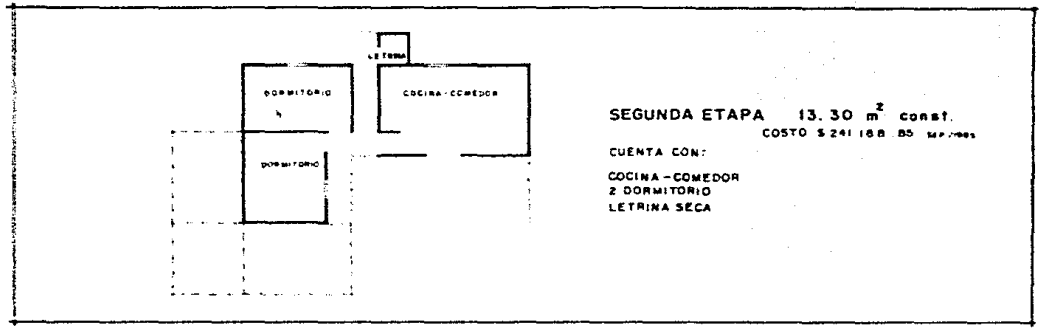 LETRINA
DORMITORIO
COCINA-COMEDOR
DORMITORIO
SEGUNDA ETAPA 13.30 m² const.
COSTO $ 241 188.85
CUENTA CON:
COCINA-COMEDOR
2 DORMITORIO
LETRINA SECA